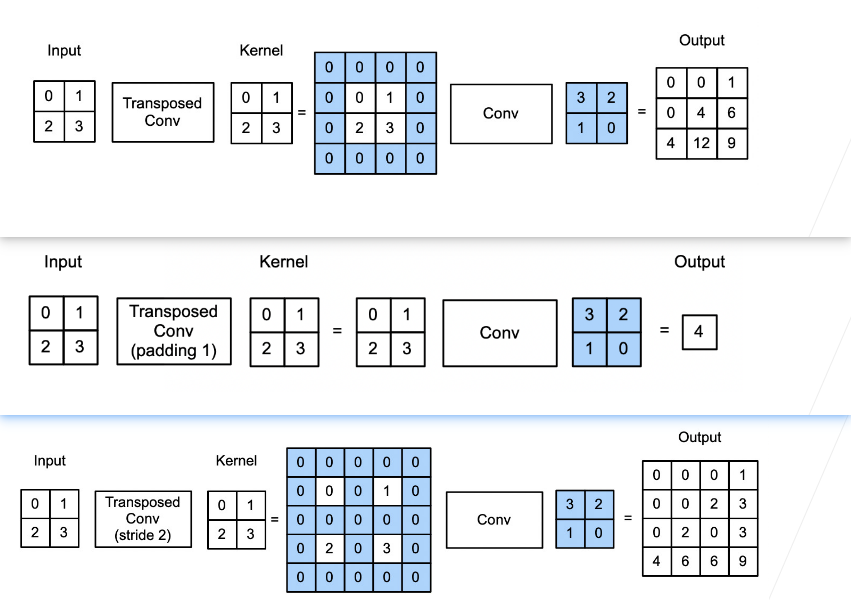 Output
Input Kernel
0 0 0 0
0 0 1
0 1 Transposed 0 1 0 0 1 0 3 2 0 4 6
Conv = Conv =
2 3 2 3 0 2 3 0 1 0 4 12 9
0 0 0 0
Input Kernel Output
0 1 Transposed 0 1 0 1 3 2
Conv = Conv = 4
2 3 (padding 1) 2 3 2 3 1 0
Output
Input Kernel
0 0 0 0 0
0 0 0 1
0 1 Transposed 0 1 0 0 0 1 0 3 2 0 0 2 3
Conv = 0 0 0 0 0 Conv =
2 3 (stride 2) 2 3 0 2 0 3 0 1 0 0 2 0 3
0 0 0 0 0 4 6 6 9